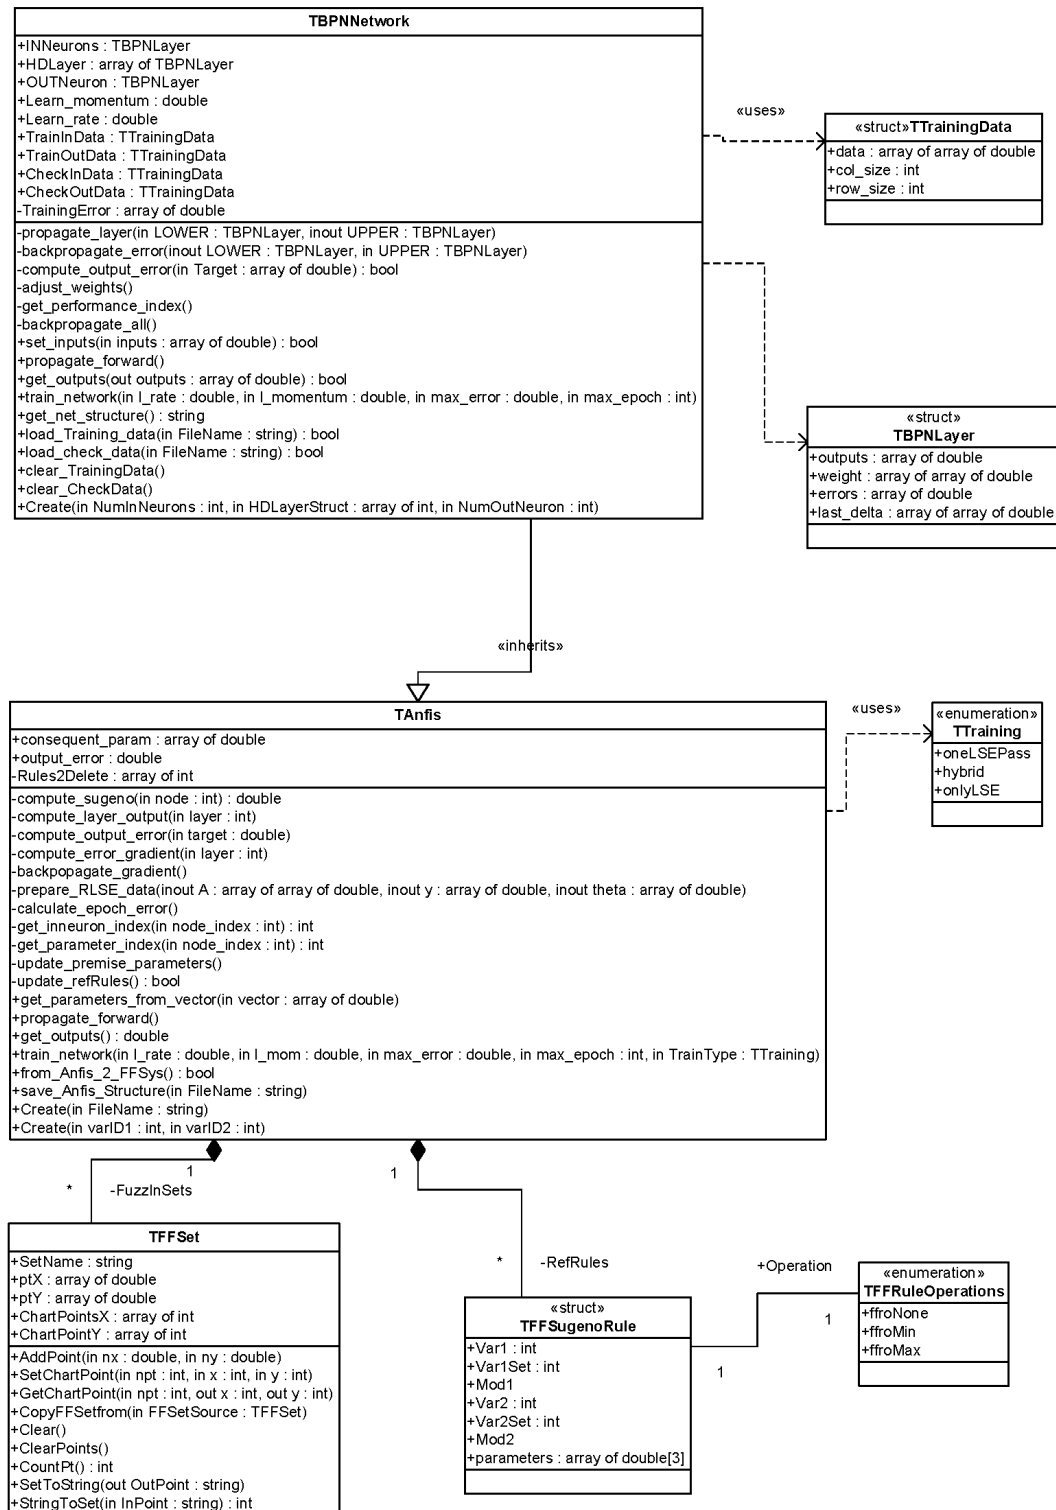 TBPNNetwork
+INNeurons : TBPNLayer
+HDLayer : array of TBPNLayer
+OUTNeuron : TBPNLayer
+Learn_momentum : double
+Learn_rate : double
+TrainInData : TTrainingData
+TrainOutData : TTrainingData
+CheckInData : TTrainingData
+CheckOutData : TTrainingData
-TrainingError : array of double
-propagate_layer(in LOWER : TBPNLayer, inout UPPER : TBPNLayer)
-backpropagate_error(inout LOWER : TBPNLayer, in UPPER : TBPNLayer)
-compute_output_error(in Target : array of double) : bool
-adjust_weights()
-get_performance_index()
-backpropagate_all()
+set_inputs(in inputs : array of double) : bool
+propagate_forward()
+get_outputs(out outputs : array of double) : bool
+train_network(in l_rate : double, in l_momentum : double, in max_error : double, in max_epoch : int)
+get_net_structure() : string
+load_Training_data(in FileName : string) : bool
+load_check_data(in FileName : string) : bool
+clear_TrainingData()
+clear_CheckData()
+Create(in NumInNeurons : int, in HDLayerStruct : array of int, in NumOutNeuron : int)
«uses»
«struct»TTrainingData
+data : array of array of double
+col_size : int
+row_size : int
«struct»
TBPNLayer
+outputs : array of double
+weight : array of array of double
+errors : array of double
+last_delta : array of array of double
«inherits»
TAnfis
+consequent_param : array of double
+output_error : double
-Rules2Delete : array of int
-compute_sugeno(in node : int) : double
-compute_layer_output(in layer : int)
-compute_output_error(in target : double)
-compute_error_gradient(in layer : int)
-backpopagate_gradient()
-prepare_RLSE_data(inout A : array of array of double, inout y : array of double, inout theta : array of double)
-calculate_epoch_error()
-get_inneuron_index(in node_index : int) : int
-get_parameter_index(in node_index : int) : int
-update_premise_parameters()
-update_refRules() : bool
+get_parameters_from_vector(in vector : array of double)
+propagate_forward()
+get_outputs() : double
+train_network(in l_rate : double, in l_mom : double, in max_error : double, in max_epoch : int, in TrainType : TTraining)
+from_Anfis_2_FFSys() : bool
+save_Anfis_Structure(in FileName : string)
+Create(in FileName : string)
+Create(in varID1 : int, in varID2 : int)
«uses»
«enumeration»
TTraining
+oneLSEPass
+hybrid
+onlyLSE
1
* -FuzzInSets
1
* -RefRules
TFFSet
+SetName : string
+ptX : array of double
+ptY : array of double
+ChartPointsX : array of int
+ChartPointY : array of int
+AddPoint(in nx : double, in ny : double)
+SetChartPoint(in npt : int, in x : int, in y : int)
+GetChartPoint(in npt : int, out x : int, out y : int)
+CopyFFSetfrom(in FFSetSource : TFFSet)
+Clear()
+ClearPoints()
+CountPt() : int
+SetToString(out OutPoint : string)
+StringToSet(in InPoint : string) : int
«struct»
TFFSugenoRule
+Var1 : int
+Var1Set : int
+Mod1
+Var2 : int
+Var2Set : int
+Mod2
+parameters : array of double[3]
+Operation
1
1
«enumeration»
TFFRuleOperations
+ffroNone
+ffroMin
+ffroMax